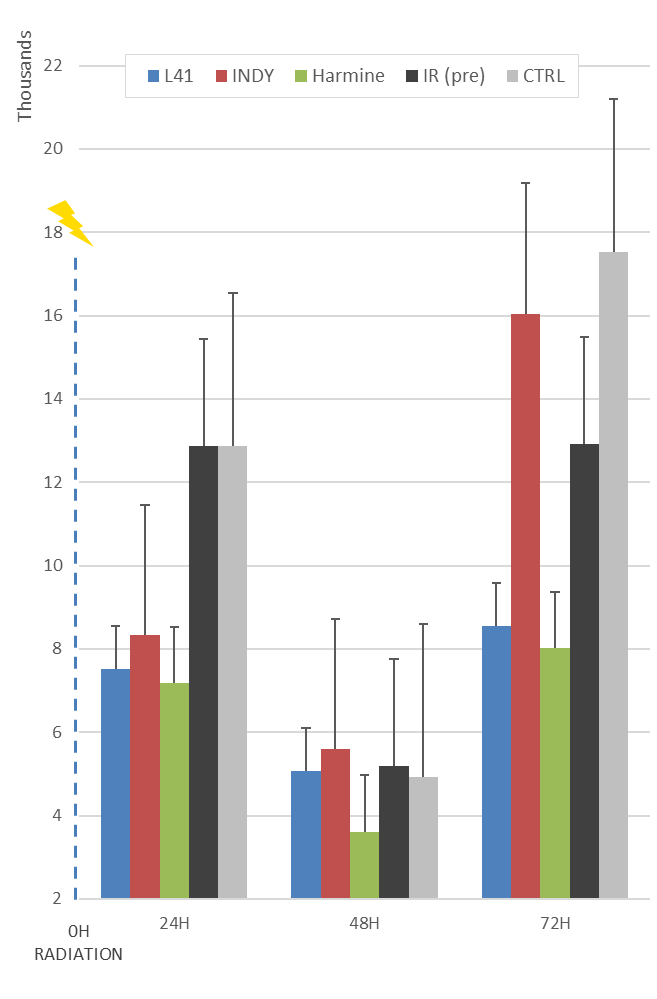 Thousands
L41 INDY Harmine IR (pre) CTRL
22
20
18
16
14
12
10
8
6
4
2
24H 48H 72H
0H
RADIATION